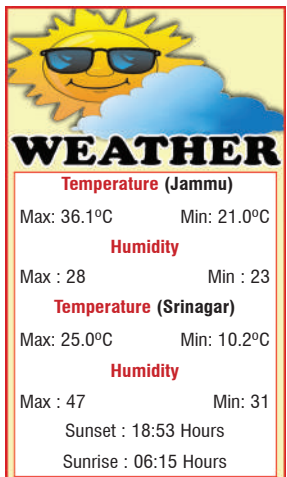 WEATHER
Temperature (Jammu)
Max: 36.1ºC Min: 21.0ºC
Humidity
Max : 28 Min : 23
Temperature (Srinagar)
Max: 25.0ºC Min: 10.2ºC
Humidity
Max : 47 Min: 31
Sunset : 18:53 Hours
Sunrise : 06:15 Hours